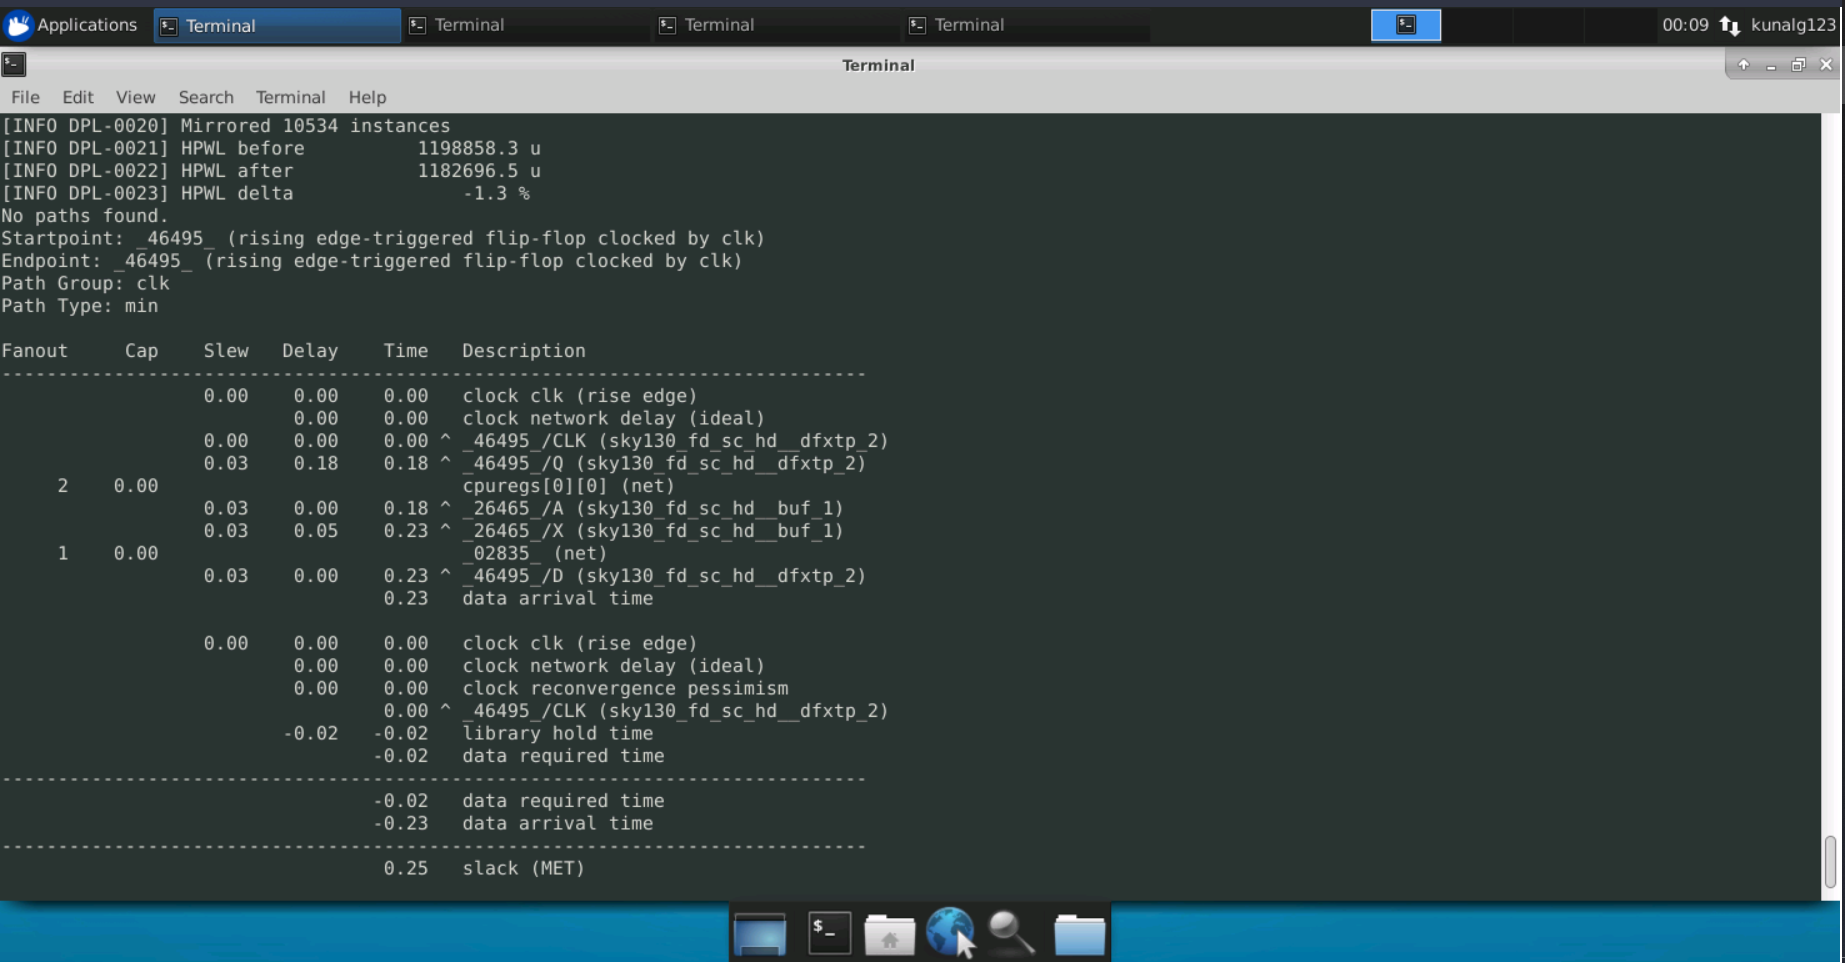 Applications Terminal Terminal Terminal Terminal 00:09 kunalg123
Terminal
File Edit View Search Terminal Help
[INFO DPL-0020] Mirrored 10534 instances
[INFO DPL-0021] HPWL before 1198858.3 u
[INFO DPL-0022] HPWL after 1182696.5 u
[INFO DPL-0023] HPWL delta -1.3 %
No paths found.
Startpoint: _46495_ (rising edge-triggered flip-flop clocked by clk)
Endpoint: _46495_ (rising edge-triggered flip-flop clocked by clk)
Path Group: clk
Path Type: min
Fanout Cap Slew Delay Time Description
--------------------------------------------------------------------------
0.00 0.00 0.00 clock clk (rise edge)
0.00 0.00 clock network delay (ideal)
0.00 0.00 0.00 ^ _46495_/CLK (sky130_fd_sc_hd__dfxtp_2)
0.03 0.18 0.18 ^ _46495_/Q (sky130_fd_sc_hd__dfxtp_2)
2 0.00 cpuregs[0][0] (net)
0.03 0.00 0.18 ^ _26465_/A (sky130_fd_sc_hd__buf_1)
0.03 0.05 0.23 ^ _26465_/X (sky130_fd_sc_hd__buf_1)
1 0.00 _02835_ (net)
0.03 0.00 0.23 ^ _46495_/D (sky130_fd_sc_hd__dfxtp_2)
0.23 data arrival time
0.00 0.00 0.00 clock clk (rise edge)
0.00 0.00 clock network delay (ideal)
0.00 0.00 clock reconvergence pessimism
0.00 ^ _46495_/CLK (sky130_fd_sc_hd__dfxtp_2)
-0.02 -0.02 library hold time
-0.02 data required time
--------------------------------------------------------------------------
-0.02 data required time
-0.23 data arrival time
--------------------------------------------------------------------------
0.25 slack (MET)